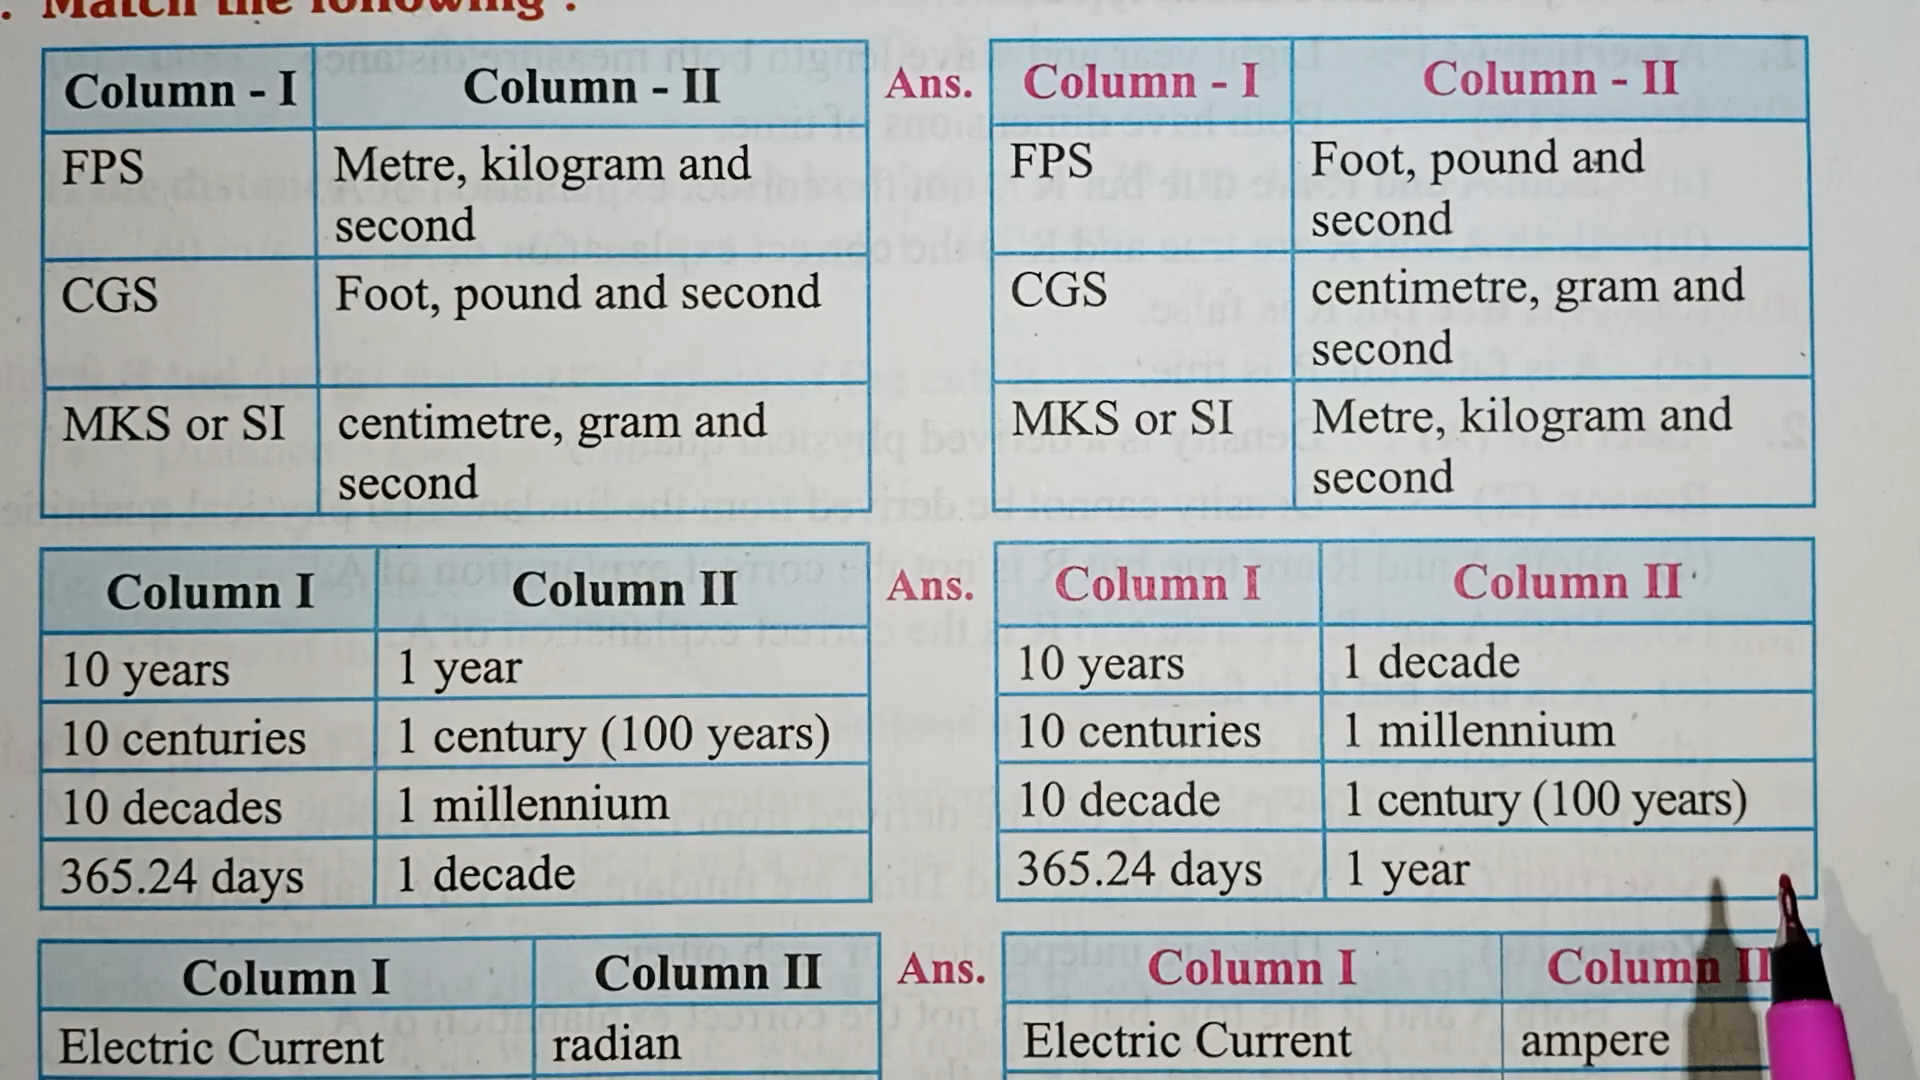 Match the following :
Column - I Column - II
FPS Metre, kilogram and
second
CGS Foot, pound and second
MKS or SI centimetre, gram and
second
Ans. Column - I Column - II
FPS Foot, pound and
second
CGS centimetre, gram and
second
MKS or SI Metre, kilogram and
second
Column I Column II
10 years 1 year
10 centuries 1 century (100 years)
10 decades 1 millennium
365.24 days 1 decade
Ans. Column I Column II
10 years 1 decade
10 centuries 1 millennium
10 decade 1 century (100 years)
365.24 days 1 year
Column I Column II
Electric Current radian
Ans. Column I Column II
Electric Current ampere